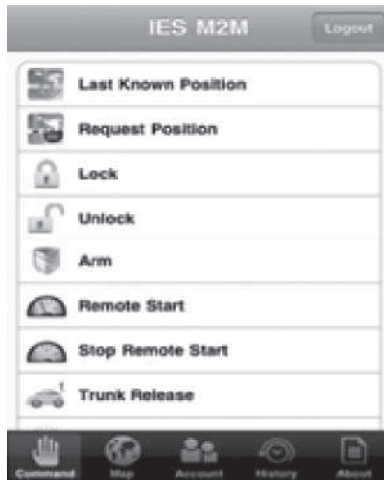 IES M2M
Logout
Last Known Position
Request Position
Lock
Unlock
Arm
Remote Start
Stop Remote Start
Trunk Release
Command Map Account History About